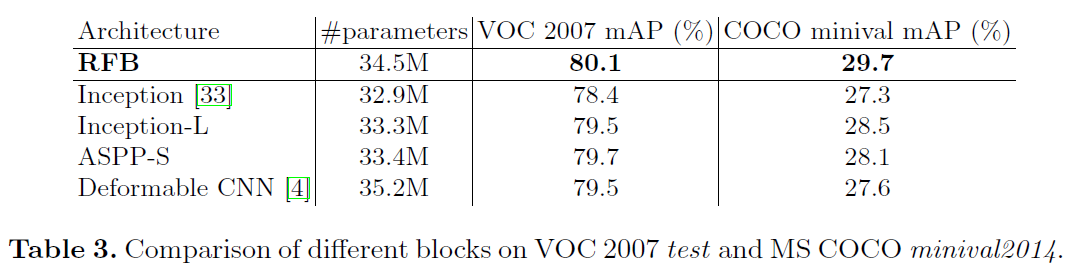 Architecture #parameters VOC 2007 mAP (%) COCO minival mAP (%)
RFB 34.5M 80.1 29.7
Inception [33] 32.9M 78.4 27.3
Inception-L 33.3M 79.5 28.5
ASPP-S 33.4M 79.7 28.1
Deformable CNN [4] 35.2M 79.5 27.6
Table 3. Comparison of different blocks on VOC 2007 test and MS COCO minival2014.